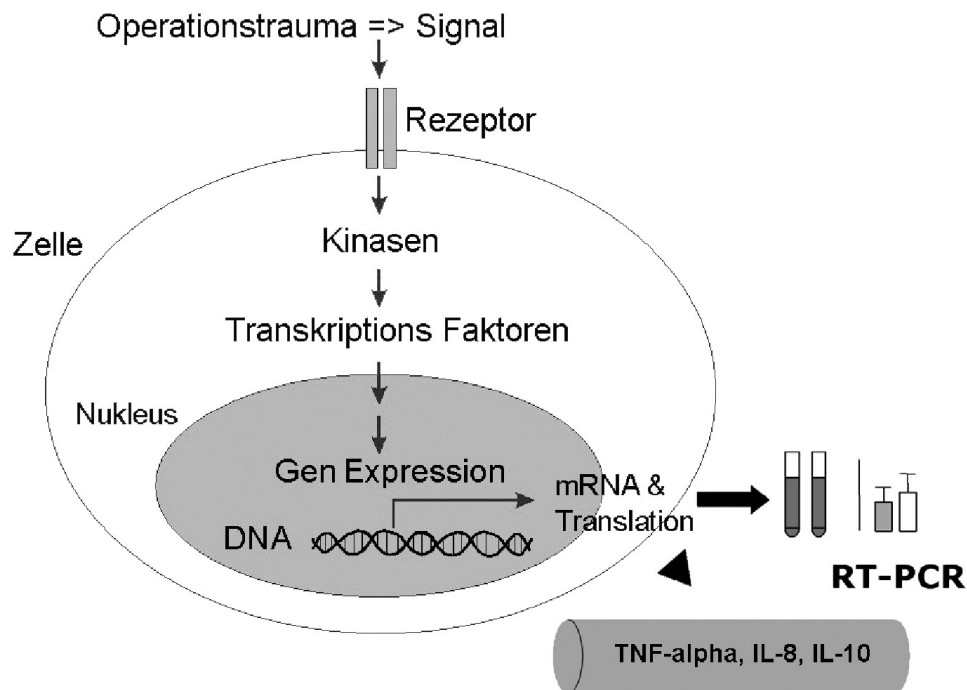 Operationstrauma => Signal
Rezeptor
Zelle
Kinasen
Transkriptions Faktoren
Nukleus
Gen Expression
mRNA &
Translation
DNA
RT-PCR
TNF-alpha, IL-8, IL-10